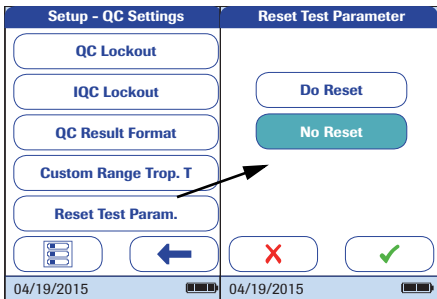 Setup - QC Settings
QC Lockout
IQC Lockout
QC Result Format
Custom Range Trop. T
Reset Test Param.
04/19/2015
Reset Test Parameter
Do Reset
No Reset
04/19/2015